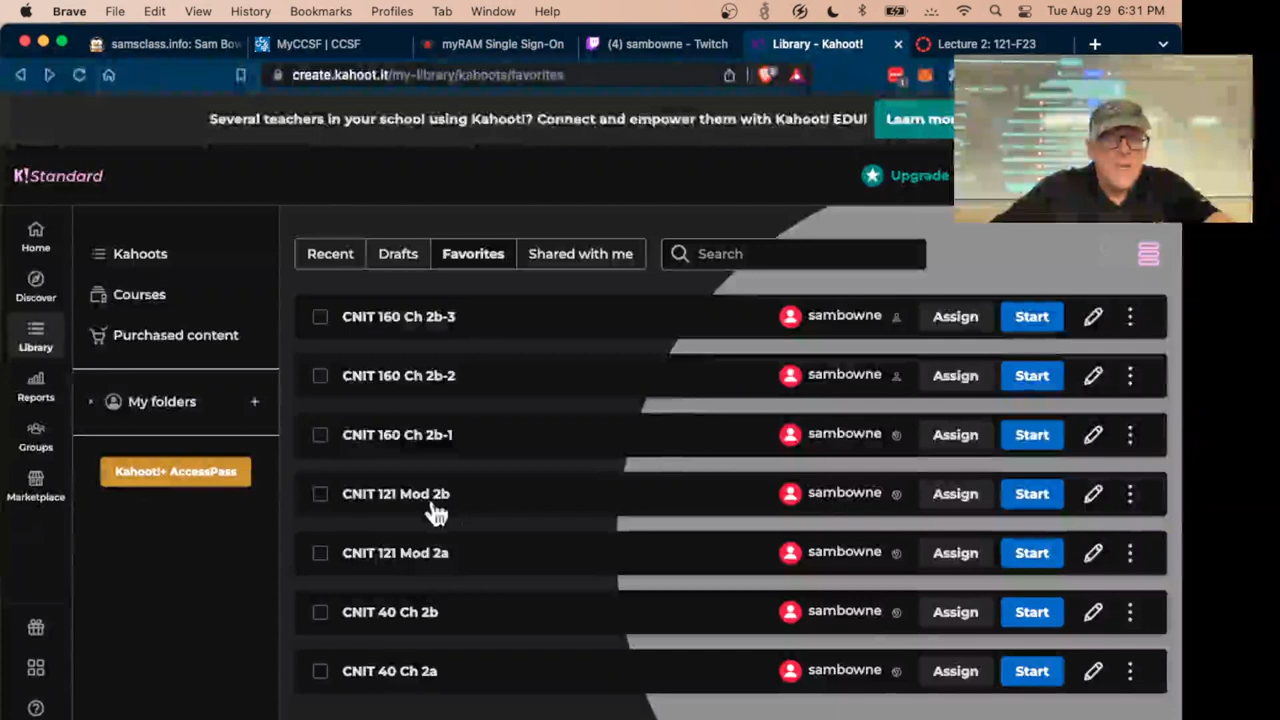 Brave File Edit View History Bookmarks Profiles Tab Window Help Tue Aug 29 6:31 PM
samsclass.info: Sam Bow MyCCSF | CCSF myRAM Single Sign-On (4) sambowne - Twitch Library - Kahoot! Lecture 2: 121-F23
create.kahoot.it/my-library/kahoots/favorites
Several teachers in your school using Kahoot!? Connect and empower them with Kahoot! EDU! Learn mo
K!Standard Upgrade
Home
Discover
Library
Reports
Groups
Marketplace
Kahoots
Courses
Purchased content
My folders +
Kahoot!+ AccessPass
Recent Drafts Favorites Shared with me Search
CNIT 160 Ch 2b-3 sambowne Assign Start
CNIT 160 Ch 2b-2 sambowne Assign Start
CNIT 160 Ch 2b-1 sambowne Assign Start
CNIT 121 Mod 2b sambowne Assign Start
CNIT 121 Mod 2a sambowne Assign Start
CNIT 40 Ch 2b sambowne Assign Start
CNIT 40 Ch 2a sambowne Assign Start